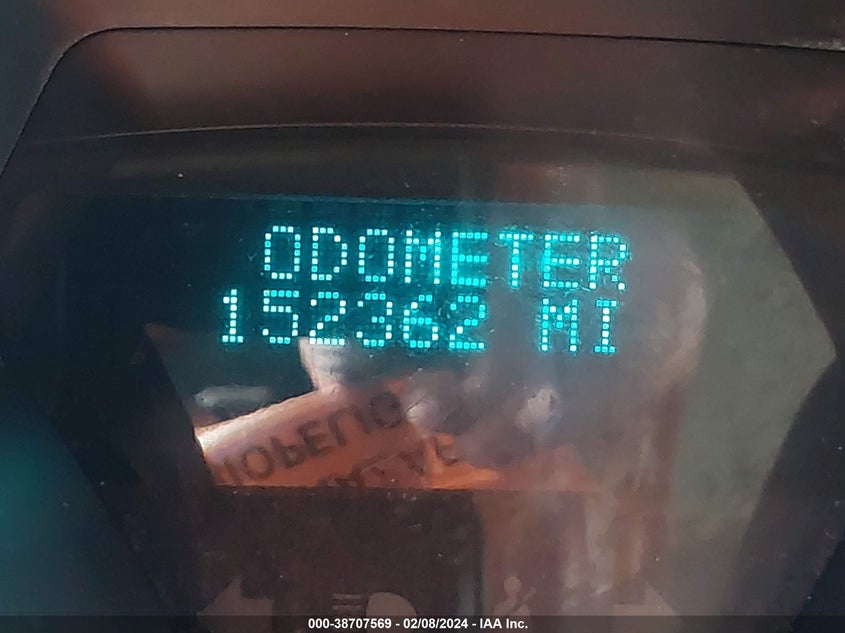 ODOMETER
152362 MI
000-38707569 - 02/08/2024 - IAA Inc.